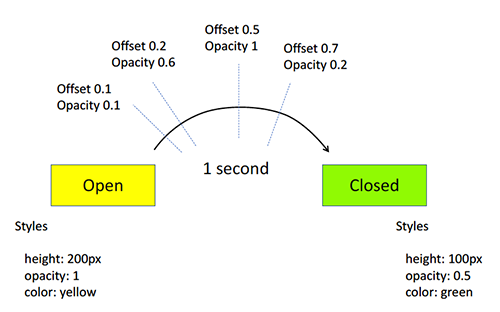 Offset 0.1
Opacity 0.1
Offset 0.2
Opacity 0.6
Offset 0.5
Opacity 1
Offset 0.7
Opacity 0.2
1 second
Open
Closed
Styles
height: 200px
opacity: 1
color: yellow
Styles
height: 100px
opacity: 0.5
color: green